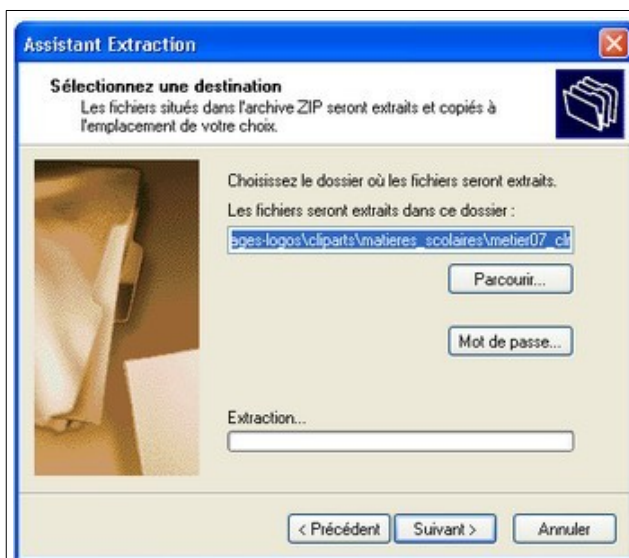 Assistant Extraction
Sélectionnez une destination
Les fichiers situés dans l'archive ZIP seront extraits et copiés à
l'emplacement de votre choix.
Choisissez le dossier où les fichiers seront extraits.
Les fichiers seront extraits dans ce dossier :
ages-logos\cliparts\matieres_scolaires\metier07_clr
Parcourir...
Mot de passe...
Extraction...
< Précédent
Suivant >
Annuler